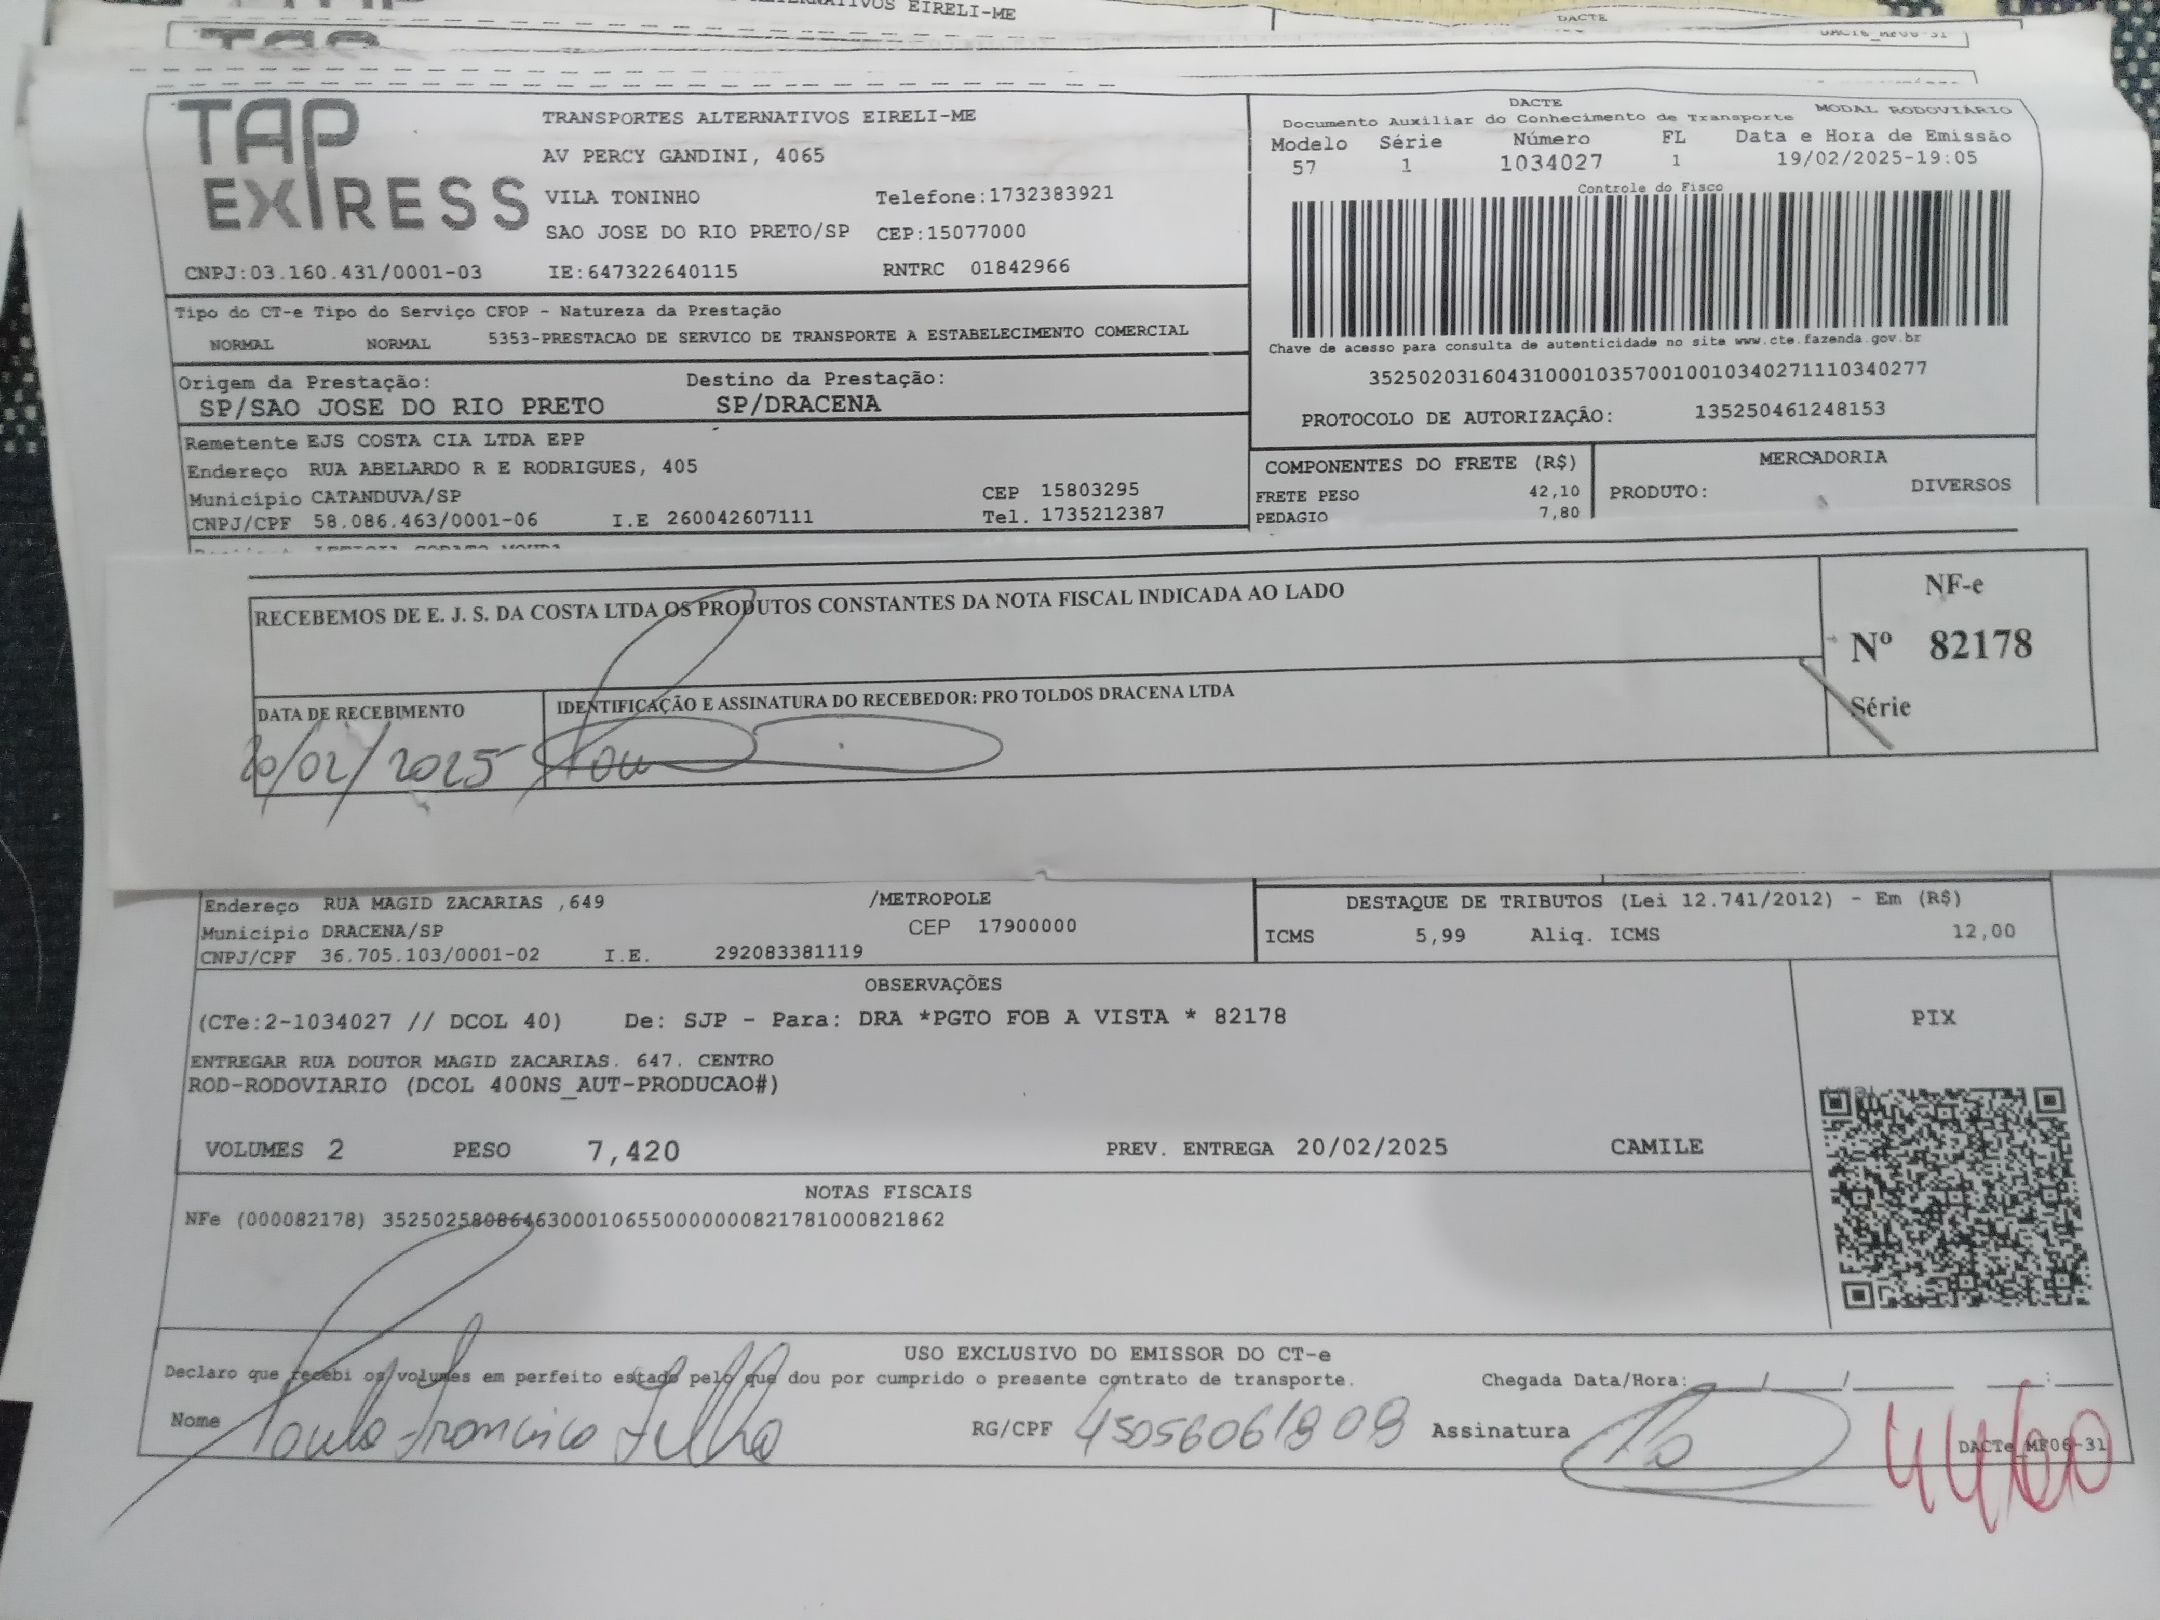 ALTERNATIVOS EIRELI-ME
DACTE
DACTe_MF06-31
TAP EXPRESS
TRANSPORTES ALTERNATIVOS EIRELI-ME
AV PERCY GANDINI, 4065
VILA TONINHO Telefone:1732383921
SAO JOSE DO RIO PRETO/SP CEP:15077000
CNPJ:03.160.431/0001-03 IE:647322640115 RNTRC 01842966
DACTE MODAL RODOVIÁRIO
Documento Auxiliar do Conhecimento de Transporte
Modelo Série Número FL Data e Hora de Emissão
57 1 1034027 1 19/02/2025-19:05
Controle do Fisco
Chave de acesso para consulta de autenticidade no site www.cte.fazenda.gov.br
35250203160431000103570010010340271110340277
PROTOCOLO DE AUTORIZAÇÃO: 135250461248153
Tipo do CT-e Tipo do Serviço CFOP - Natureza da Prestação
NORMAL NORMAL 5353-PRESTACAO DE SERVICO DE TRANSPORTE A ESTABELECIMENTO COMERCIAL
Origem da Prestação: Destino da Prestação:
SP/SAO JOSE DO RIO PRETO SP/DRACENA
Remetente EJS COSTA CIA LTDA EPP
Endereço RUA ABELARDO R E RODRIGUES, 405
Município CATANDUVA/SP CEP 15803295
CNPJ/CPF 58.086.463/0001-06 I.E 260042607111 Tel. 1735212387
COMPONENTES DO FRETE (R$) MERCADORIA
FRETE PESO 42,10 PRODUTO: DIVERSOS
PEDAGIO 7,80
RECEBEMOS DE E. J. S. DA COSTA LTDA OS PRODUTOS CONSTANTES DA NOTA FISCAL INDICADA AO LADO
NF-e
Nº 82178
Série
DATA DE RECEBIMENTO IDENTIFICAÇÃO E ASSINATURA DO RECEBEDOR: PRO TOLDOS DRACENA LTDA
20/02/2025
Endereço RUA MAGID ZACARIAS ,649 /METROPOLE
Município DRACENA/SP CEP 17900000
CNPJ/CPF 36.705.103/0001-02 I.E. 292083381119
DESTAQUE DE TRIBUTOS (Lei 12.741/2012) - Em (R$)
ICMS 5,99 Aliq. ICMS 12,00
OBSERVAÇÕES
(CTe:2-1034027 // DCOL 40) De: SJP - Para: DRA *PGTO FOB A VISTA * 82178
ENTREGAR RUA DOUTOR MAGID ZACARIAS. 647. CENTRO
ROD-RODOVIARIO (DCOL 400NS_AUT-PRODUCAO#)
VOLUMES 2 PESO 7,420 PREV. ENTREGA 20/02/2025 CAMILE
PIX
NOTAS FISCAIS
NFe (000082178) 35250258086463000106550000000821781000821862
USO EXCLUSIVO DO EMISSOR DO CT-e
Declaro que recebi os volumes em perfeito estado pelo que dou por cumprido o presente contrato de transporte. Chegada Data/Hora:___/___/___ __:__
Nome Paulo Francisco Filho RG/CPF 45056061808 Assinatura
DACTe_MF06-31